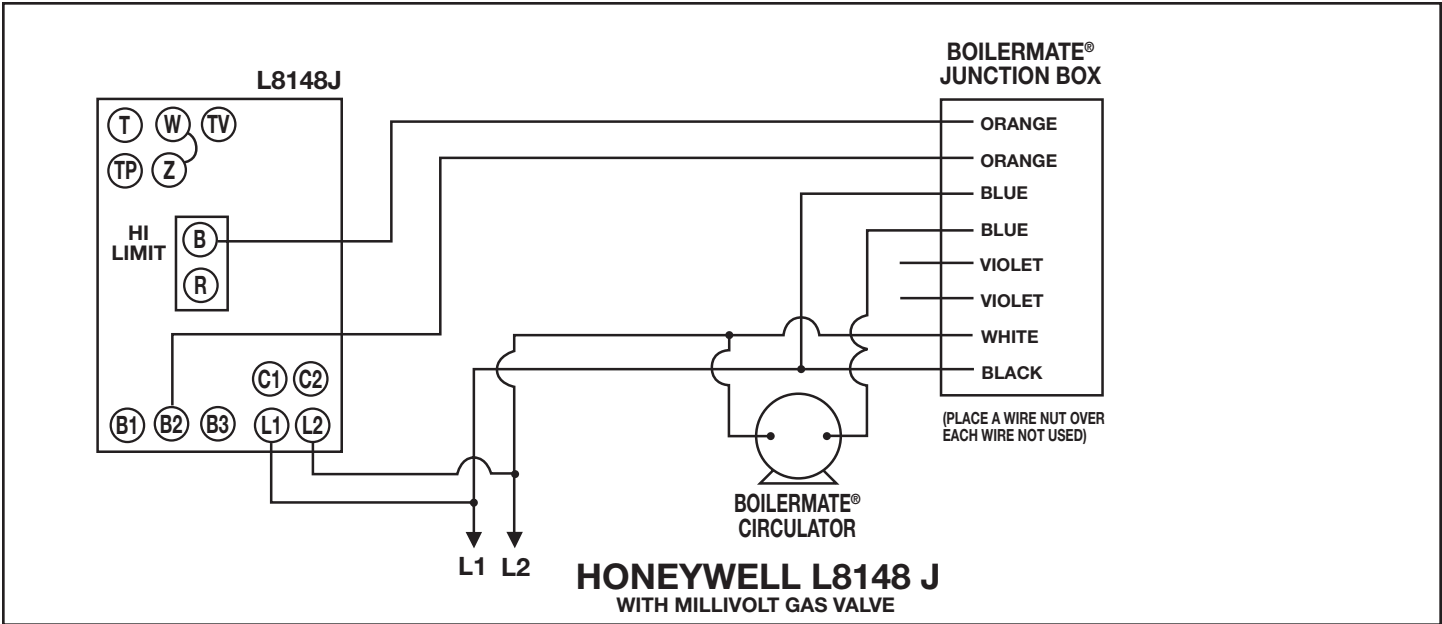 L8148J
T W TV
TP Z
HI
LIMIT
B
R
C1 C2
B1 B2 B3 L1 L2
L1 L2
BOILERMATE®
JUNCTION BOX
ORANGE
ORANGE
BLUE
BLUE
VIOLET
VIOLET
WHITE
BLACK
(PLACE A WIRE NUT OVER
EACH WIRE NOT USED)
BOILERMATE®
CIRCULATOR
HONEYWELL L8148 J
WITH MILLIVOLT GAS VALVE